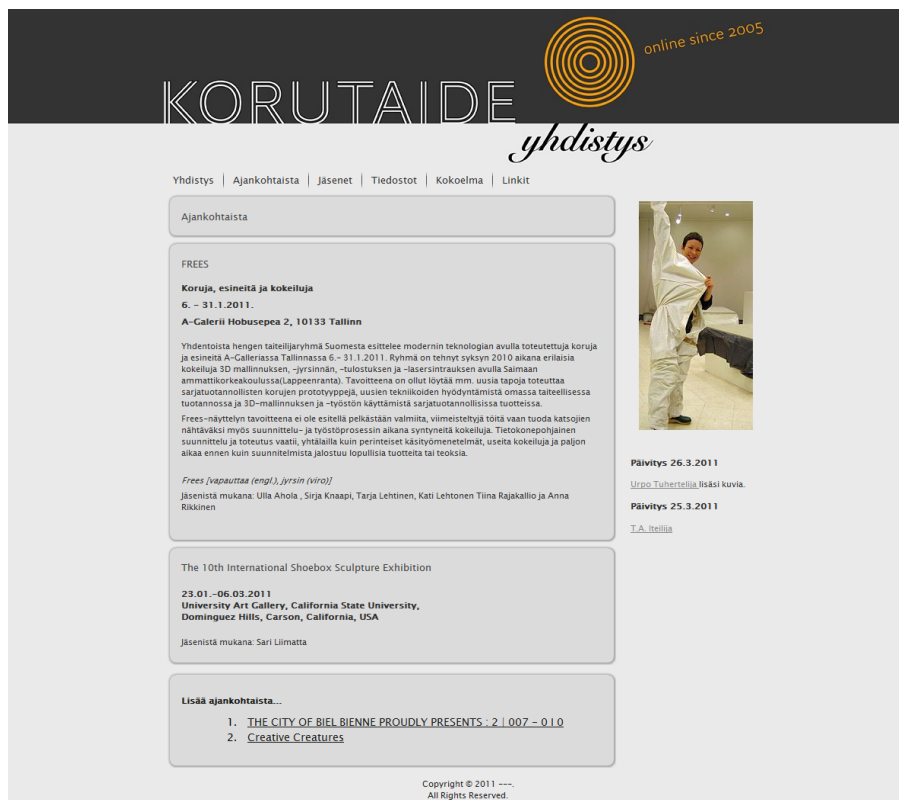 online since 2005
KORUTAIDE
yhdistys
Yhdistys | Ajankohtaista | Jäsenet | Tiedostot | Kokoelma | Linkit
Ajankohtaista
FREES
Koruja, esineitä ja kokeiluja
6. - 31.1.2011.
A-Galerii Hobusepea 2, 10133 Tallinn
Yhdentoista hengen taiteilijaryhmä Suomesta esittelee modernin teknologian avulla toteutettuja koruja
ja esineitä A-Galleriassa Tallinnassa 6.- 31.1.2011. Ryhmä on tehnyt syksyn 2010 aikana erilaisia
kokeiluja 3D mallinnuksen, -jyrsinnän, -tulostuksen ja -lasersintrauksen avulla Saimaan
ammattikorkeakoulussa(Lappeenranta). Tavoitteena on ollut löytää mm. uusia tapoja toteuttaa
sarjatuotannollisten korujen prototyyppejä, uusien tekniikoiden hyödyntämistä omassa taiteellisessa
tuotannossa ja 3D-mallinnuksen ja -työstön käyttämistä sarjatuotannollisissa tuotteissa.
Frees-näyttelyn tavoitteena ei ole esitellä pelkästään valmiita, viimeisteltyjä töitä vaan tuoda katsojien
nähtäväksi myös suunnittelu- ja työstöprosessin aikana syntyneitä kokeiluja. Tietokonepohjainen
suunnittelu ja toteutus vaatii, yhtälailla kuin perinteiset käsityömenetelmät, useita kokeiluja ja paljon
aikaa ennen kuin suunnitelmista jalostuu lopullisia tuotteita tai teoksia.
Frees [vapauttaa (engl.), jyrsin (viro)]
Jäsenistä mukana: Ulla Ahola , Sirja Knaapi, Tarja Lehtinen, Kati Lehtonen Tiina Rajakallio ja Anna
Rikkinen
The 10th International Shoebox Sculpture Exhibition
23.01.-06.03.2011
University Art Gallery, California State University,
Dominguez Hills, Carson, California, USA
Jäsenistä mukana: Sari Liimatta
Lisää ajankohtaista...
1. THE CITY OF BIEL BIENNE PROUDLY PRESENTS : 2 | 007 - 0 I 0
2. Creative Creatures
Päivitys 26.3.2011
Urpo Tuhertelija lisäsi kuvia.
Päivitys 25.3.2011
T.A. Iteilija
Copyright © 2011 ---.
All Rights Reserved.